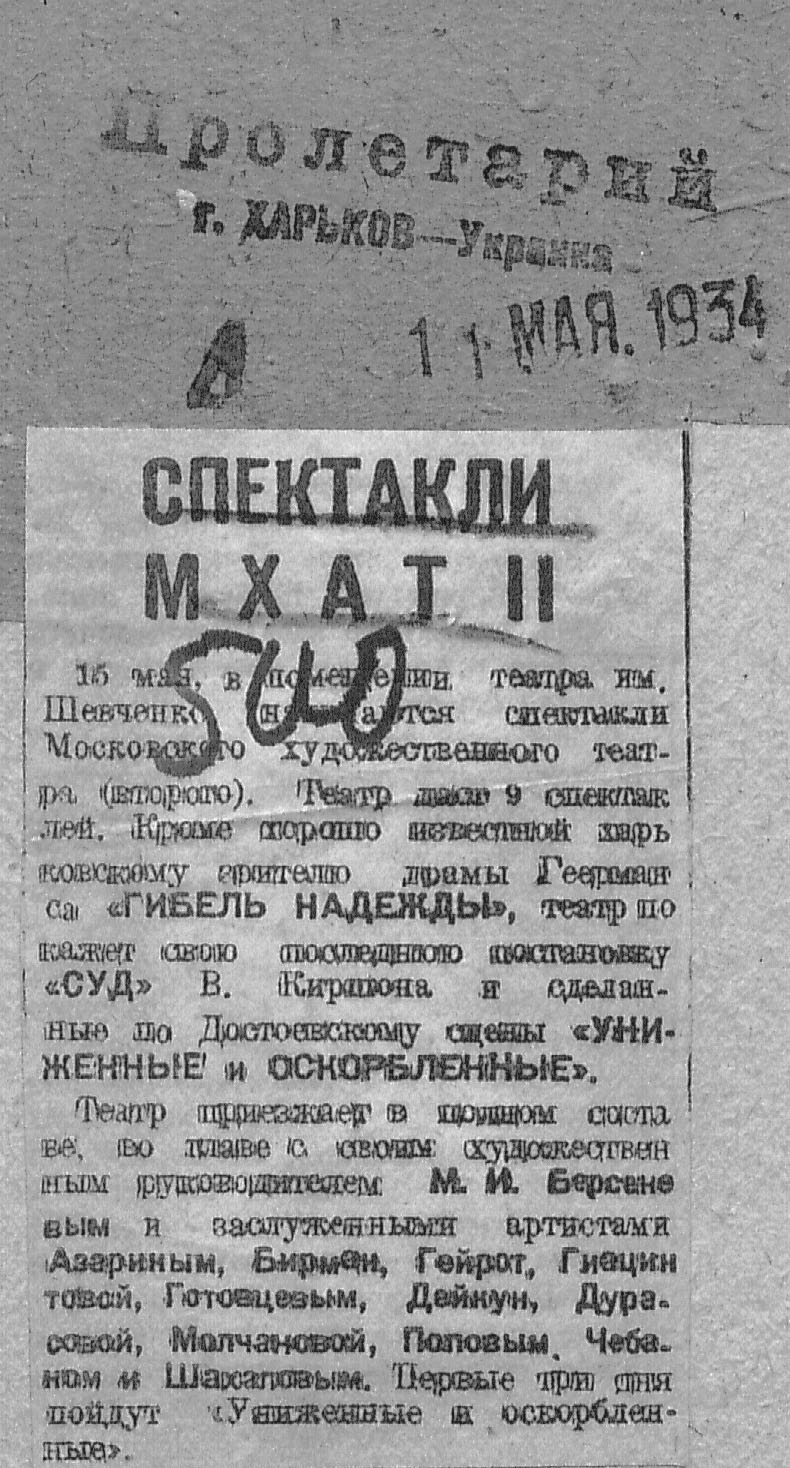 Пролетарий
г. ХАРЬКОВ—Украина
11 МАЯ. 1934
СПЕКТАКЛИ
МХАТ II
15 мая, в помещении театра им.
Шевченко начинаются спектакли
Московского художественного теат-
ра (второго). Театр дает 9 спектак
лей. Кроме хорошо известной харь
ковскому зрителю драмы Геерман
са «ГИБЕЛЬ НАДЕЖДЫ», театр по
кажет свою последнюю постановку
«СУД» В. Киршона и сделан-
ные по Достоевскому сцены «УНИ-
ЖЕННЫЕ и ОСКОРБЛЕННЫЕ».
Театр приезжает в полном соста
ве, во главе с своим художествен
ным руководителем М. И. Берсене
вым и заслуженными артистами
Азариным, Бирман, Гейрот, Гиацин
товой, Готовцевым, Дейкун, Дура-
совой, Молчановой, Поповым, Чеба-
ном и Шахаловым. Первые три дня
пойдут «Униженные и оскорблен-
ные».